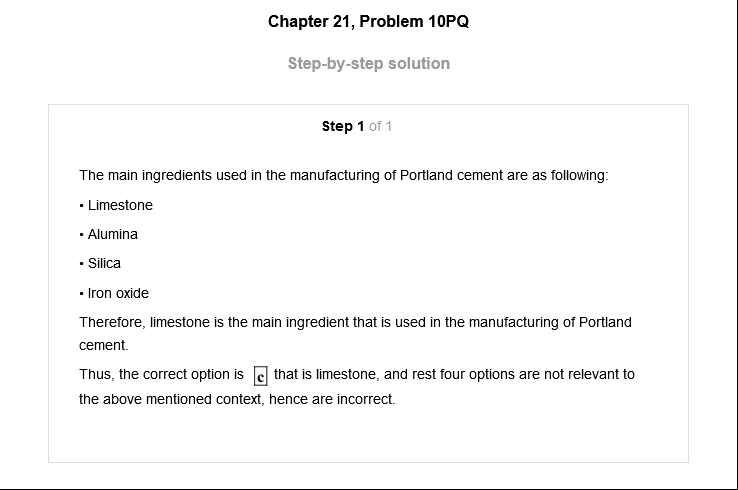 Chapter 21, Problem 10PQ
Step-by-step solution
Step 1 of 1
The main ingredients used in the manufacturing of Portland cement are as following:
• Limestone
• Alumina
• Silica
• Iron oxide
Therefore, limestone is the main ingredient that is used in the manufacturing of Portland
cement.
Thus, the correct option is c that is limestone, and rest four options are not relevant to
the above mentioned context, hence are incorrect.